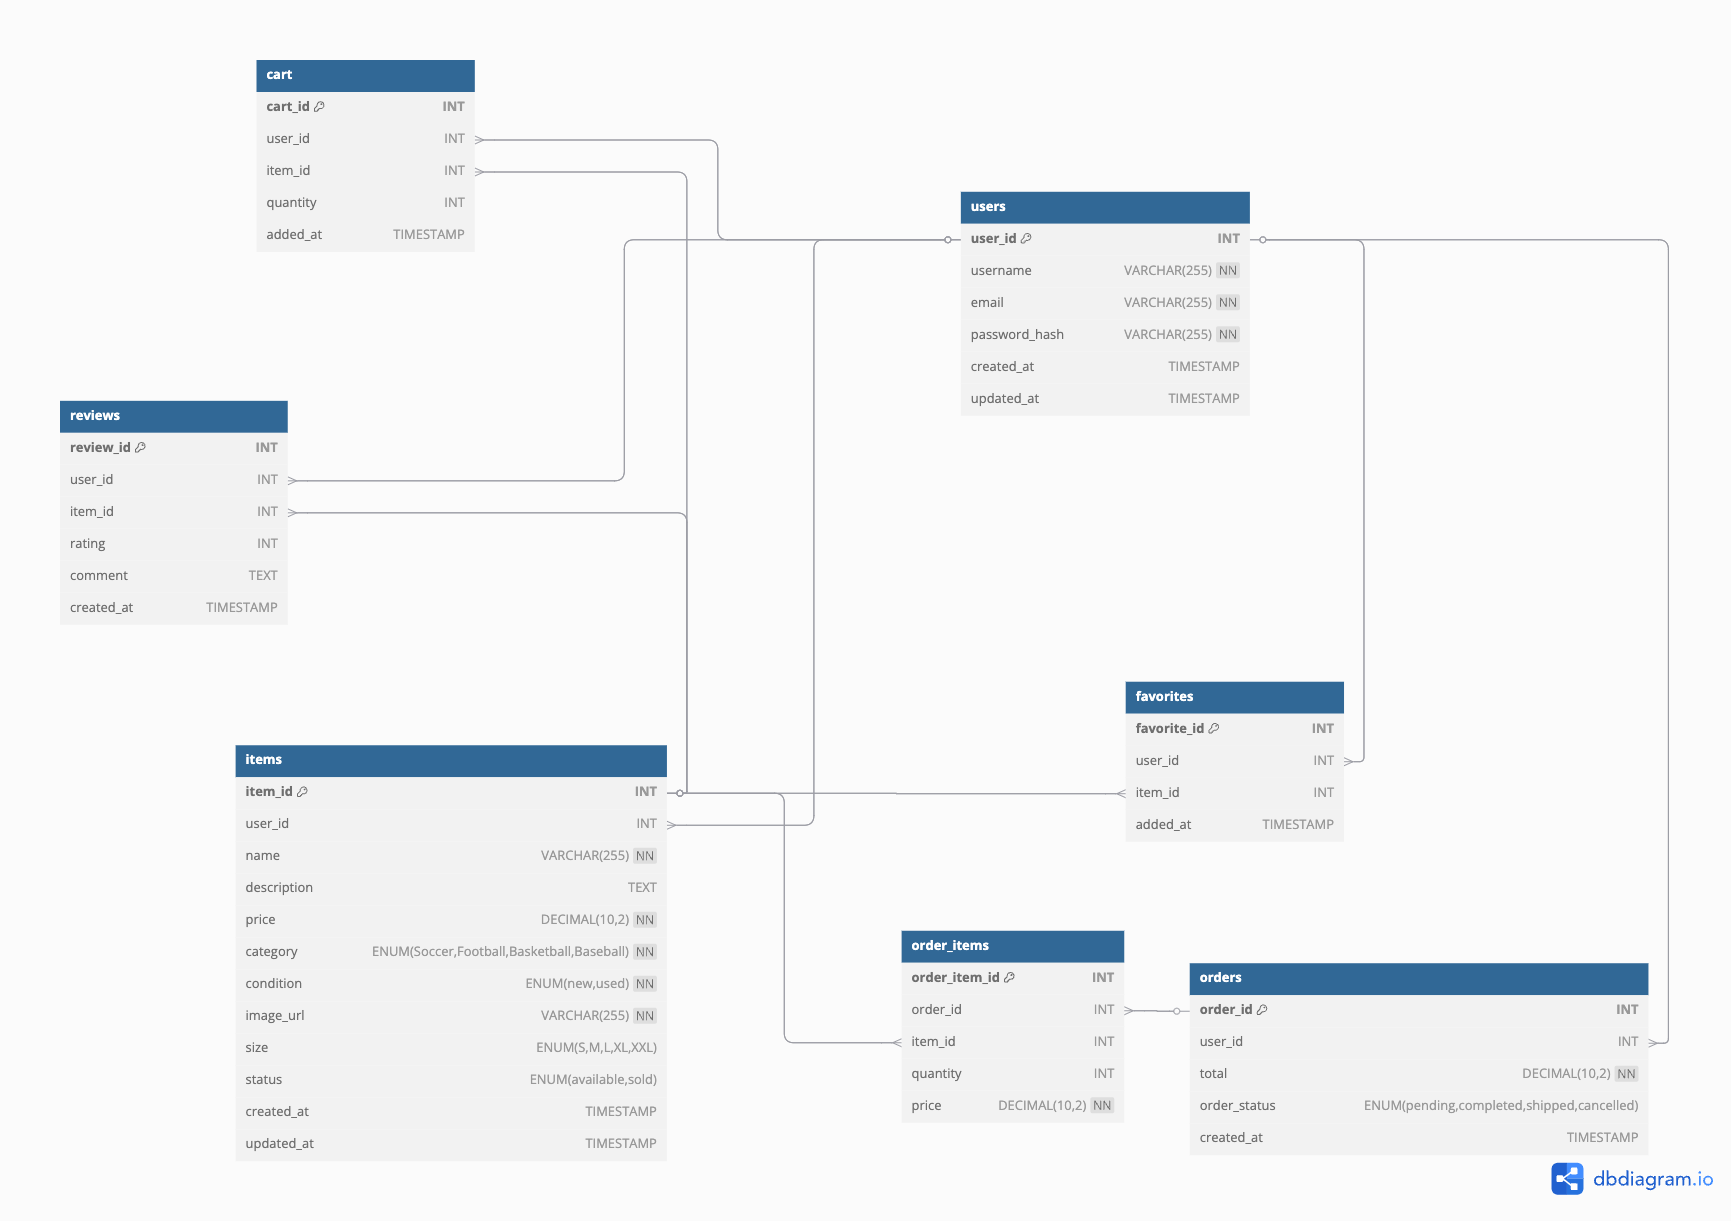 cart
cart_id INT
user_id INT
item_id INT
quantity INT
added_at TIMESTAMP
users
user_id INT
username VARCHAR(255) NN
email VARCHAR(255) NN
password_hash VARCHAR(255) NN
created_at TIMESTAMP
updated_at TIMESTAMP
reviews
review_id INT
user_id INT
item_id INT
rating INT
comment TEXT
created_at TIMESTAMP
favorites
favorite_id INT
user_id INT
item_id INT
added_at TIMESTAMP
items
item_id INT
user_id INT
name VARCHAR(255) NN
description TEXT
price DECIMAL(10,2) NN
category ENUM(Soccer,Football,Basketball,Baseball) NN
condition ENUM(new,used) NN
image_url VARCHAR(255) NN
size ENUM(S,M,L,XL,XXL)
status ENUM(available,sold)
created_at TIMESTAMP
updated_at TIMESTAMP
order_items
order_item_id INT
order_id INT
item_id INT
quantity INT
price DECIMAL(10,2) NN
orders
order_id INT
user_id INT
total DECIMAL(10,2) NN
order_status ENUM(pending,completed,shipped,cancelled)
created_at TIMESTAMP
dbdiagram.io